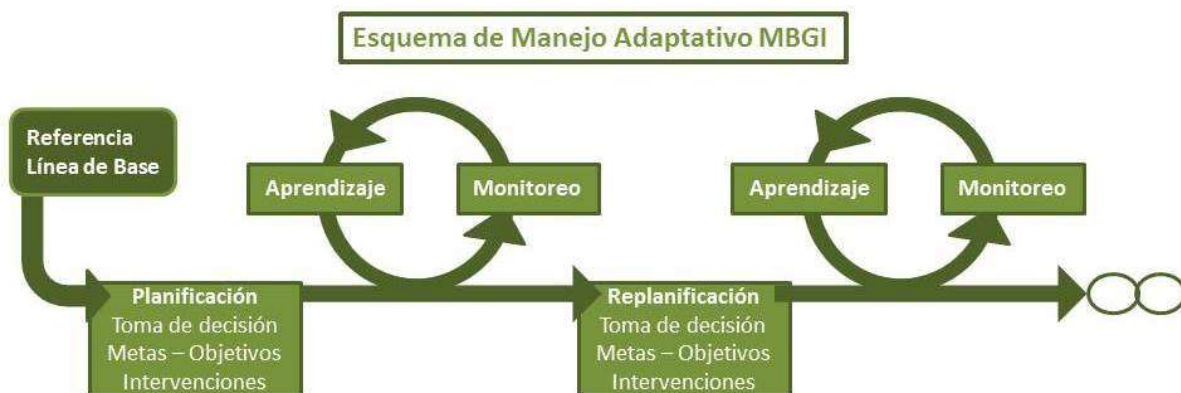 Esquema de Manejo Adaptativo MBGI
Referencia
Línea de Base
Aprendizaje
Monitoreo
Aprendizaje
Monitoreo
Planificación
Toma de decisión
Metas – Objetivos
Intervenciones
Replanificación
Toma de decisión
Metas – Objetivos
Intervenciones